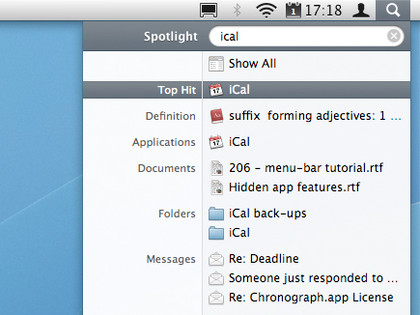 17:18
Spotlight ical
Show All
Top Hit iCal
Definition suffix forming adjectives: 1 ...
Applications iCal
Documents 206 - menu-bar tutorial.rtf
Hidden app features.rtf
Folders iCal back-ups
iCal
Messages Re: Deadline
Someone just responded to ...
Re: Chronograph.app License